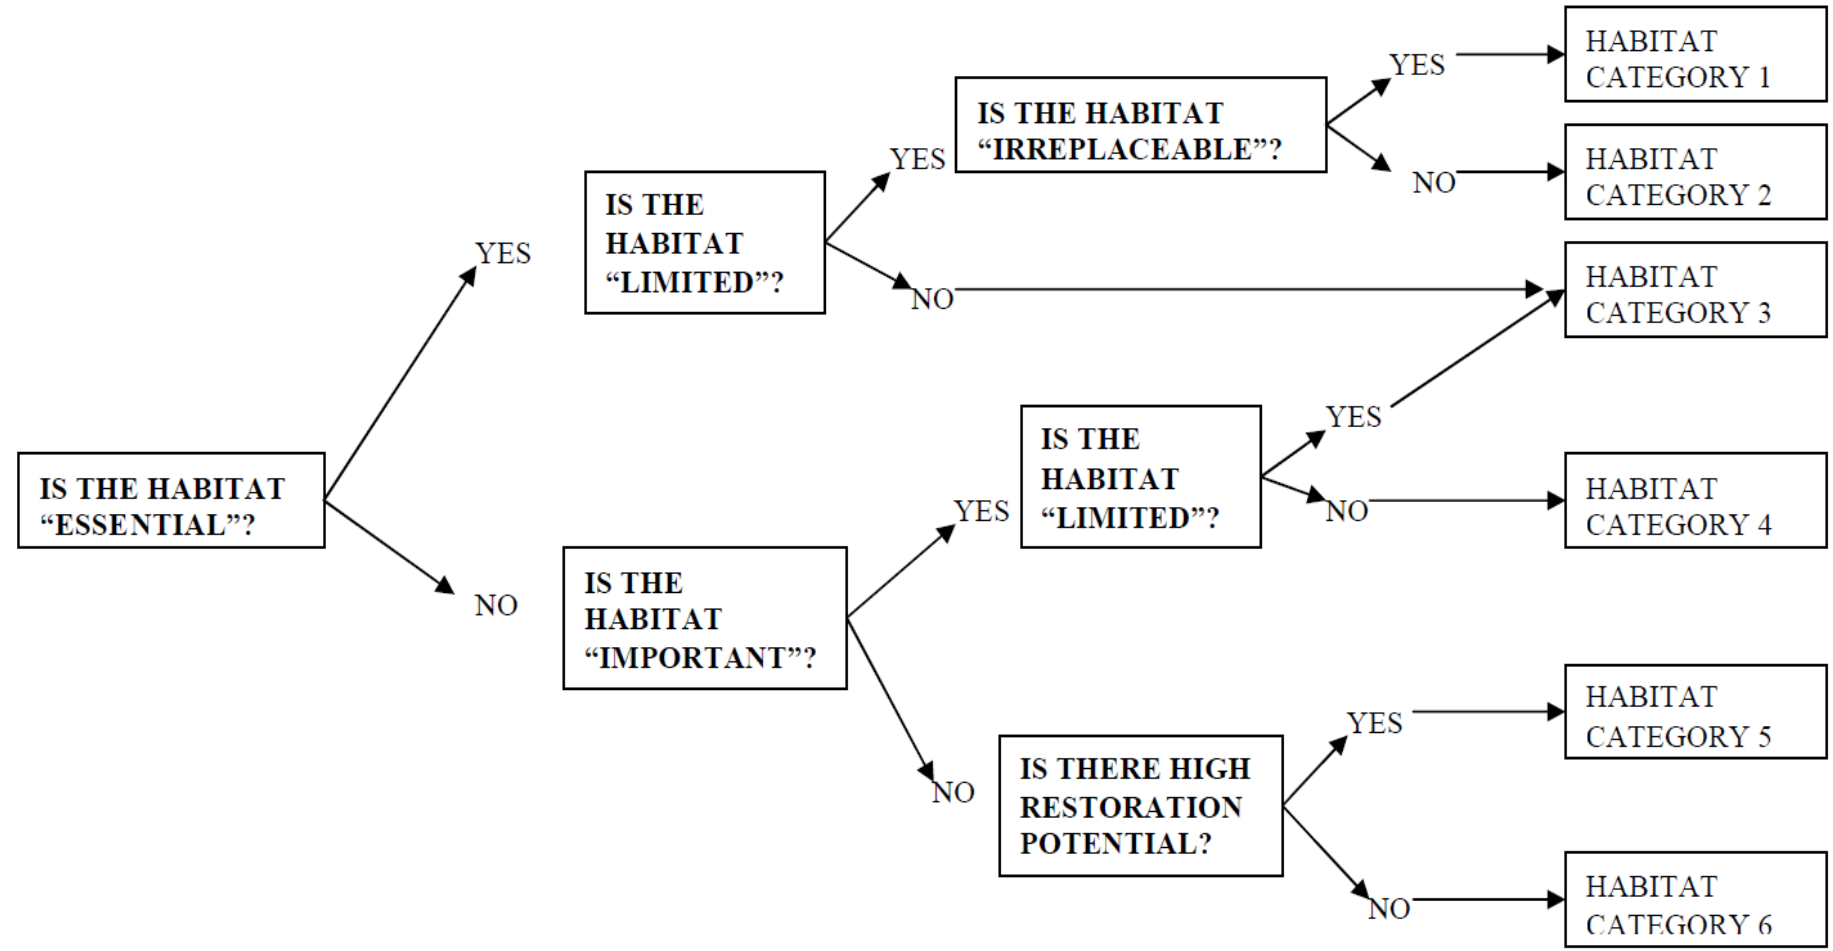 IS THE HABITAT
“ESSENTIAL”?
YES
NO
IS THE
HABITAT
“LIMITED”?
YES
NO
IS THE HABITAT
“IRREPLACEABLE”?
YES
NO
HABITAT
CATEGORY 1
HABITAT
CATEGORY 2
HABITAT
CATEGORY 3
IS THE
HABITAT
“IMPORTANT”?
YES
NO
IS THE
HABITAT
“LIMITED”?
YES
NO
HABITAT
CATEGORY 4
IS THERE HIGH
RESTORATION
POTENTIAL?
YES
NO
HABITAT
CATEGORY 5
HABITAT
CATEGORY 6